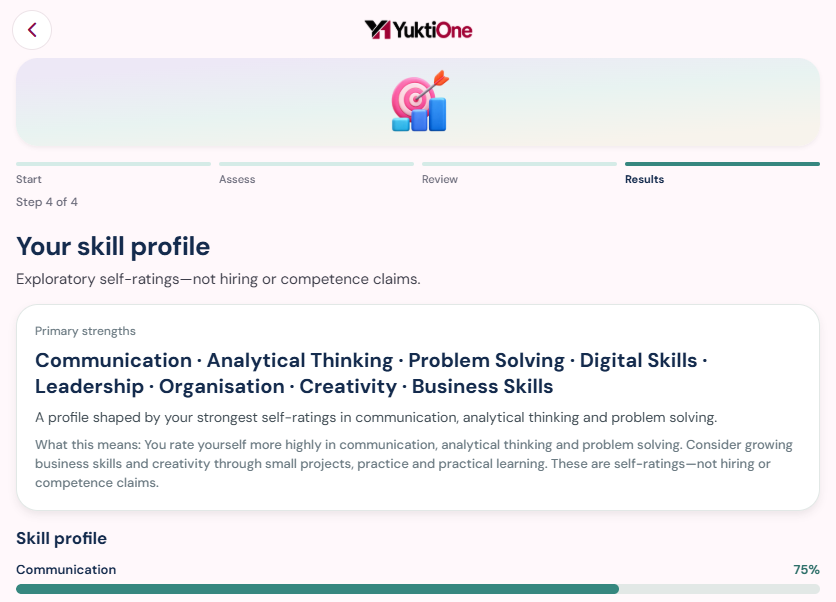 YuktiOne
Start
Assess
Review
Results
Step 4 of 4
Your skill profile
Exploratory self-ratings—not hiring or competence claims.
Primary strengths
Communication · Analytical Thinking · Problem Solving · Digital Skills ·
Leadership · Organisation · Creativity · Business Skills
A profile shaped by your strongest self-ratings in communication, analytical thinking and problem solving.
What this means: You rate yourself more highly in communication, analytical thinking and problem solving. Consider growing
business skills and creativity through small projects, practice and practical learning. These are self-ratings—not hiring or
competence claims.
Skill profile
Communication
75%